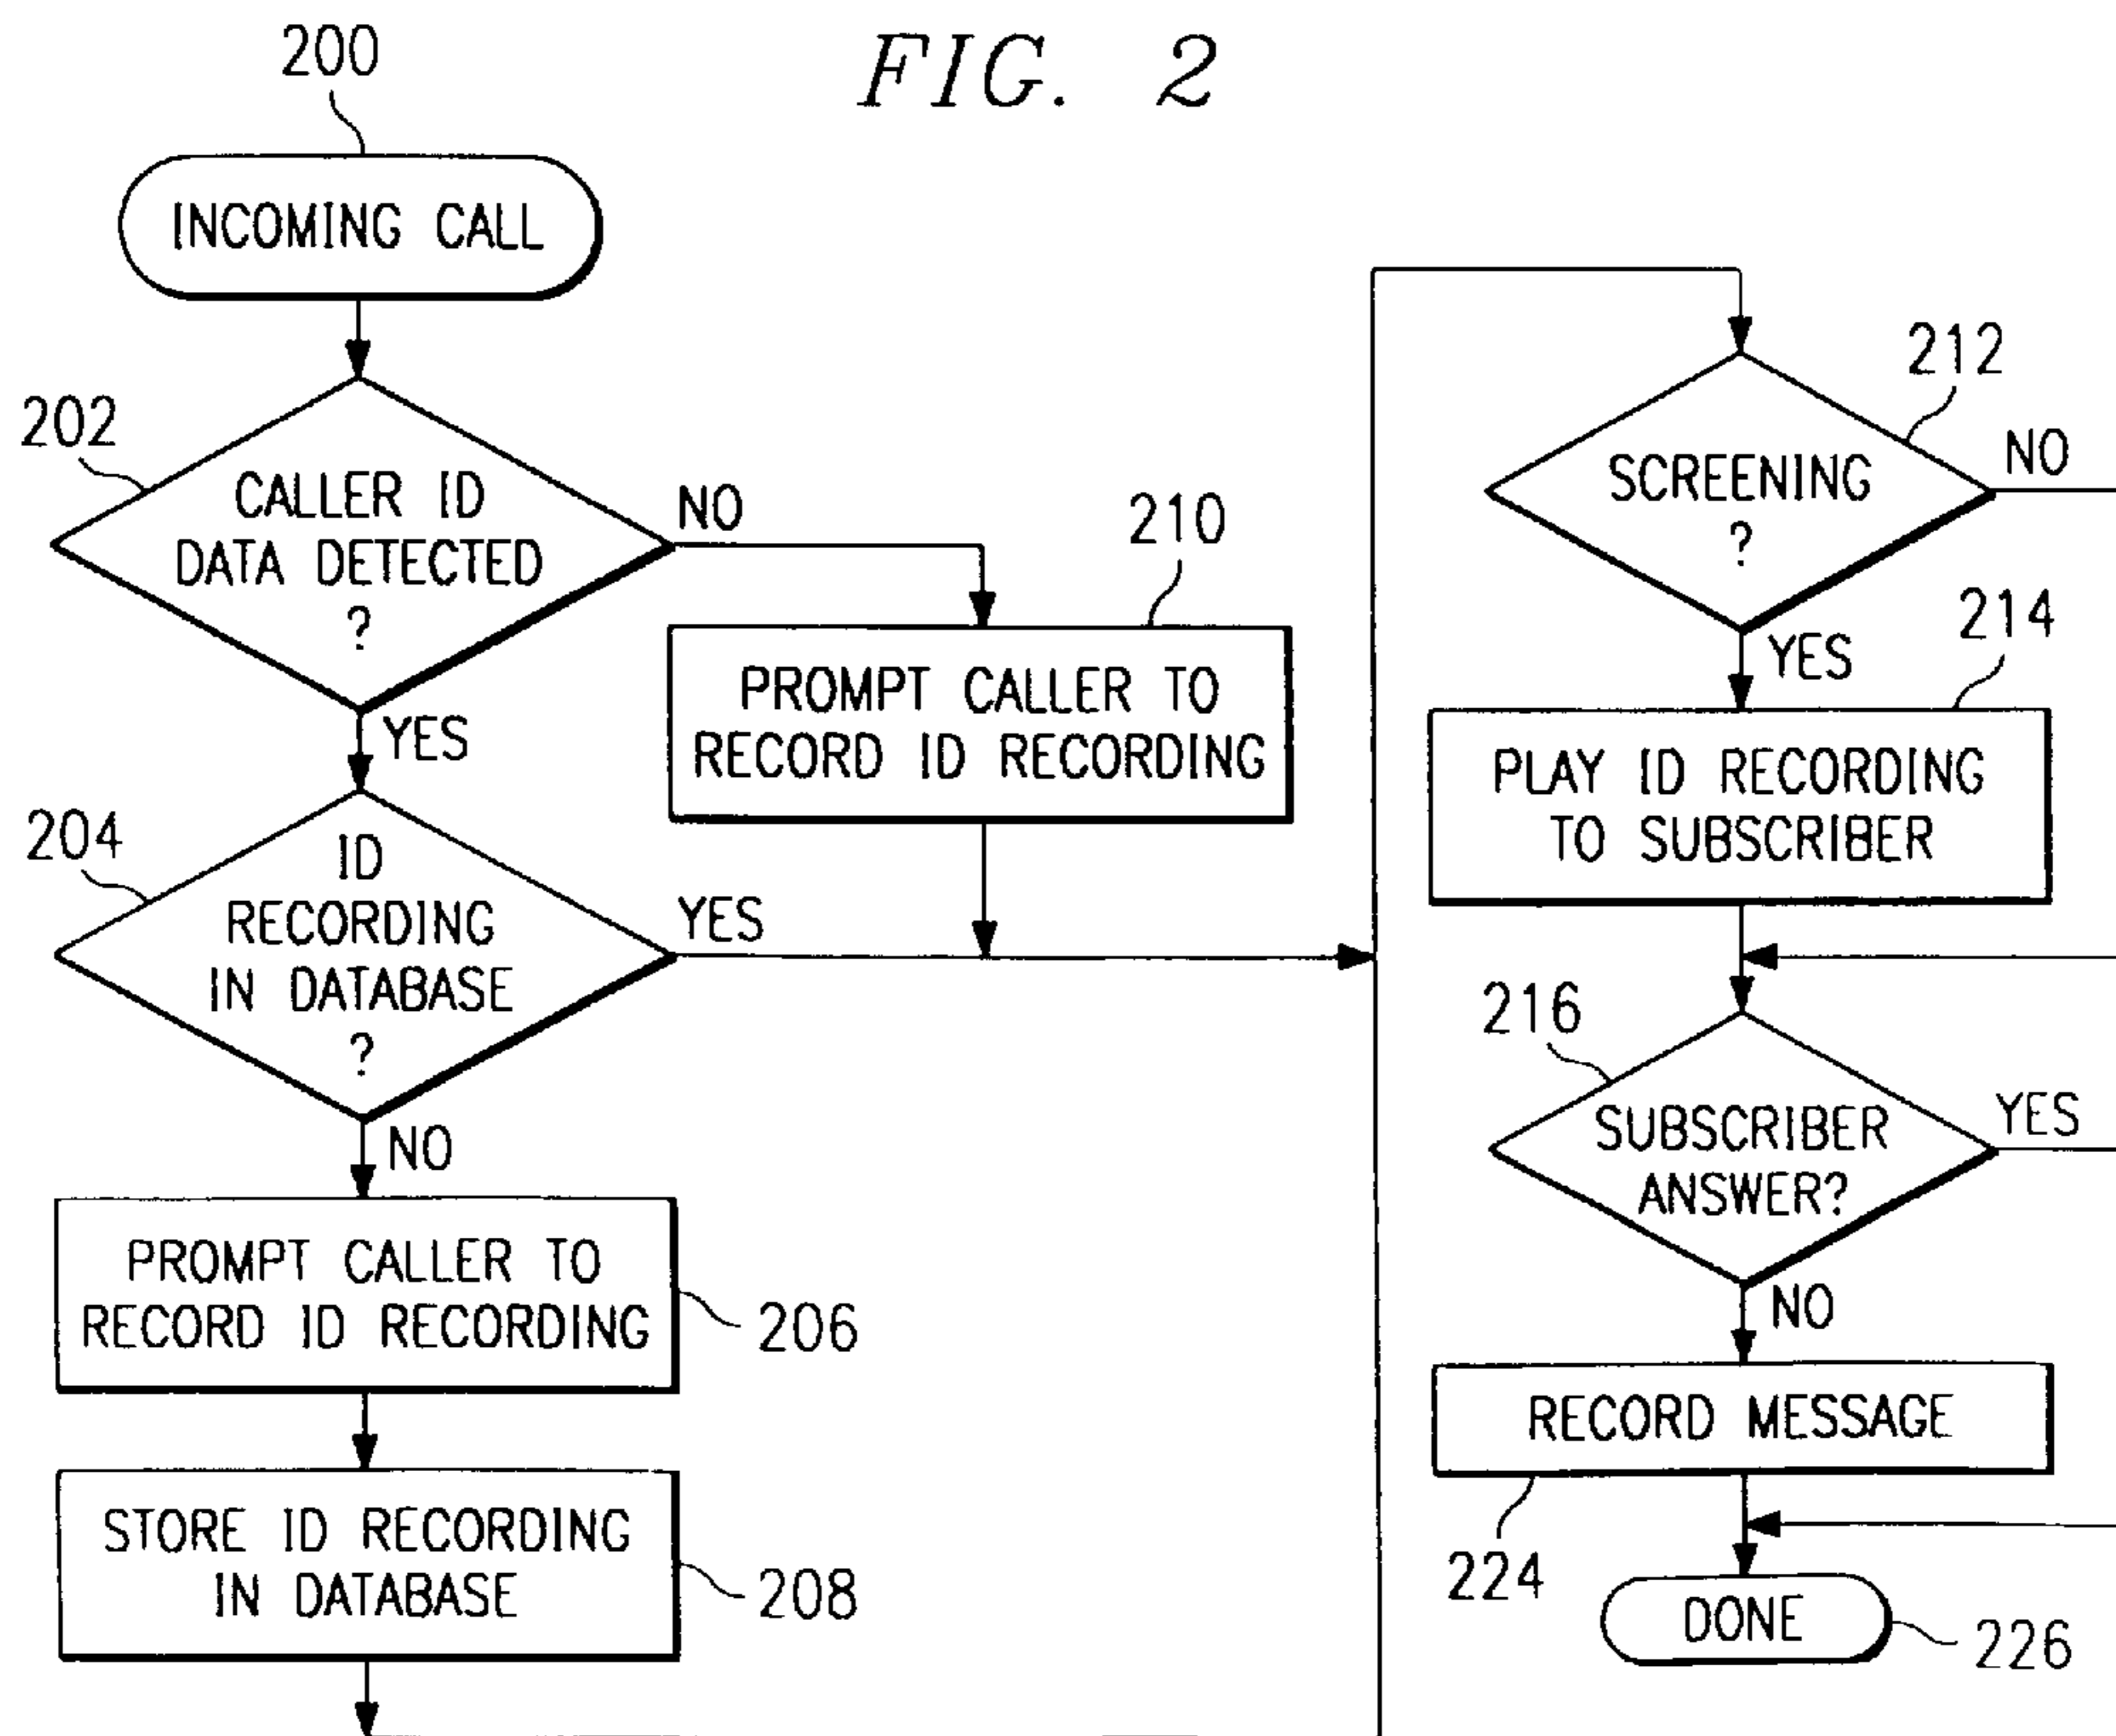 FIG. 2
200
INCOMING CALL
202
CALLER ID
DATA DETECTED
?
NO
YES
210
PROMPT CALLER TO
RECORD ID RECORDING
204
ID
RECORDING
IN DATABASE
?
YES
NO
PROMPT CALLER TO
RECORD ID RECORDING
206
STORE ID RECORDING
IN DATABASE
208
212
SCREENING
?
NO
YES
214
PLAY ID RECORDING
TO SUBSCRIBER
216
SUBSCRIBER
ANSWER?
YES
NO
RECORD MESSAGE
224
DONE
226